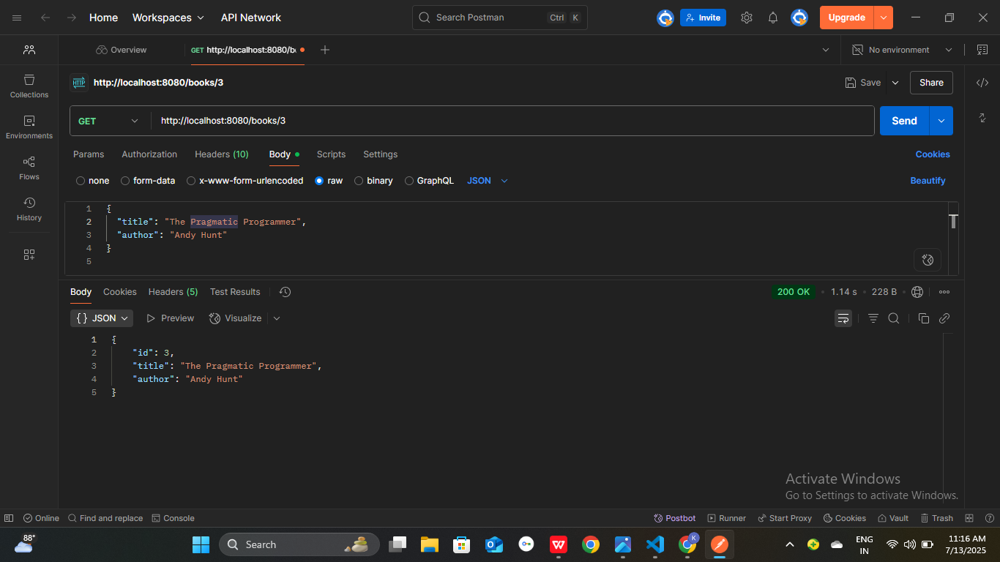 Home Workspaces API Network Search Postman Ctrl K Invite Upgrade
Overview GET http://localhost:8080/b No environment
HTTP http://localhost:8080/books/3 Save Share
GET http://localhost:8080/books/3 Send
Collections
Environments
Flows
History
Params Authorization Headers (10) Body Scripts Settings Cookies
none form-data x-www-form-urlencoded raw binary GraphQL JSON Beautify
1 {
2 "title": "The Pragmatic Programmer",
3 "author": "Andy Hunt"
4 }
5
Body Cookies Headers (5) Test Results 200 OK 1.14 s 228 B
{} JSON Preview Visualize
1 {
2 "id": 3,
3 "title": "The Pragmatic Programmer",
4 "author": "Andy Hunt"
5 }
Activate Windows
Go to Settings to activate Windows.
Online Find and replace Console Postbot Runner Start Proxy Cookies Vault Trash
88° Search W K ENG
IN
11:16 AM
7/13/2025